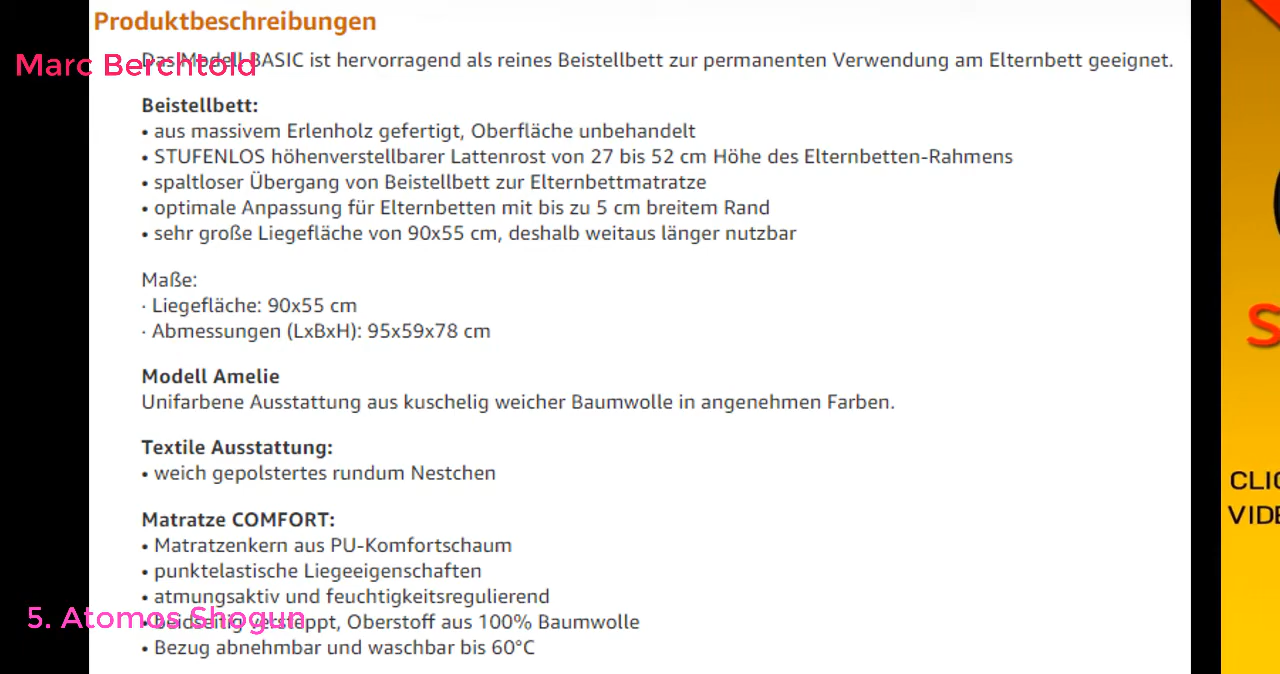 Produktbeschreibungen
Das Modell BASIC ist hervorragend als reines Beistellbett zur permanenten Verwendung am Elternbett geeignet.
Marc Berchtold
Beistellbett:
• aus massivem Erlenholz gefertigt, Oberfläche unbehandelt
• STUFENLOS höhenverstellbarer Lattenrost von 27 bis 52 cm Höhe des Elternbetten-Rahmens
• spaltloser Übergang von Beistellbett zur Elternbettmatratze
• optimale Anpassung für Elternbetten mit bis zu 5 cm breitem Rand
• sehr große Liegefläche von 90x55 cm, deshalb weitaus länger nutzbar
Maße:
· Liegefläche: 90x55 cm
· Abmessungen (LxBxH): 95x59x78 cm
Modell Amelie
Unifarbene Ausstattung aus kuschelig weicher Baumwolle in angenehmen Farben.
Textile Ausstattung:
• weich gepolstertes rundum Nestchen
Matratze COMFORT:
• Matratzenkern aus PU-Komfortschaum
• punktelastische Liegeeigenschaften
• atmungsaktiv und feuchtigkeitsregulierend
5. Atomos Shogun
• beidseitig versteppt, Oberstoff aus 100% Baumwolle
• Bezug abnehmbar und waschbar bis 60°C
S
CLIC
VIDE